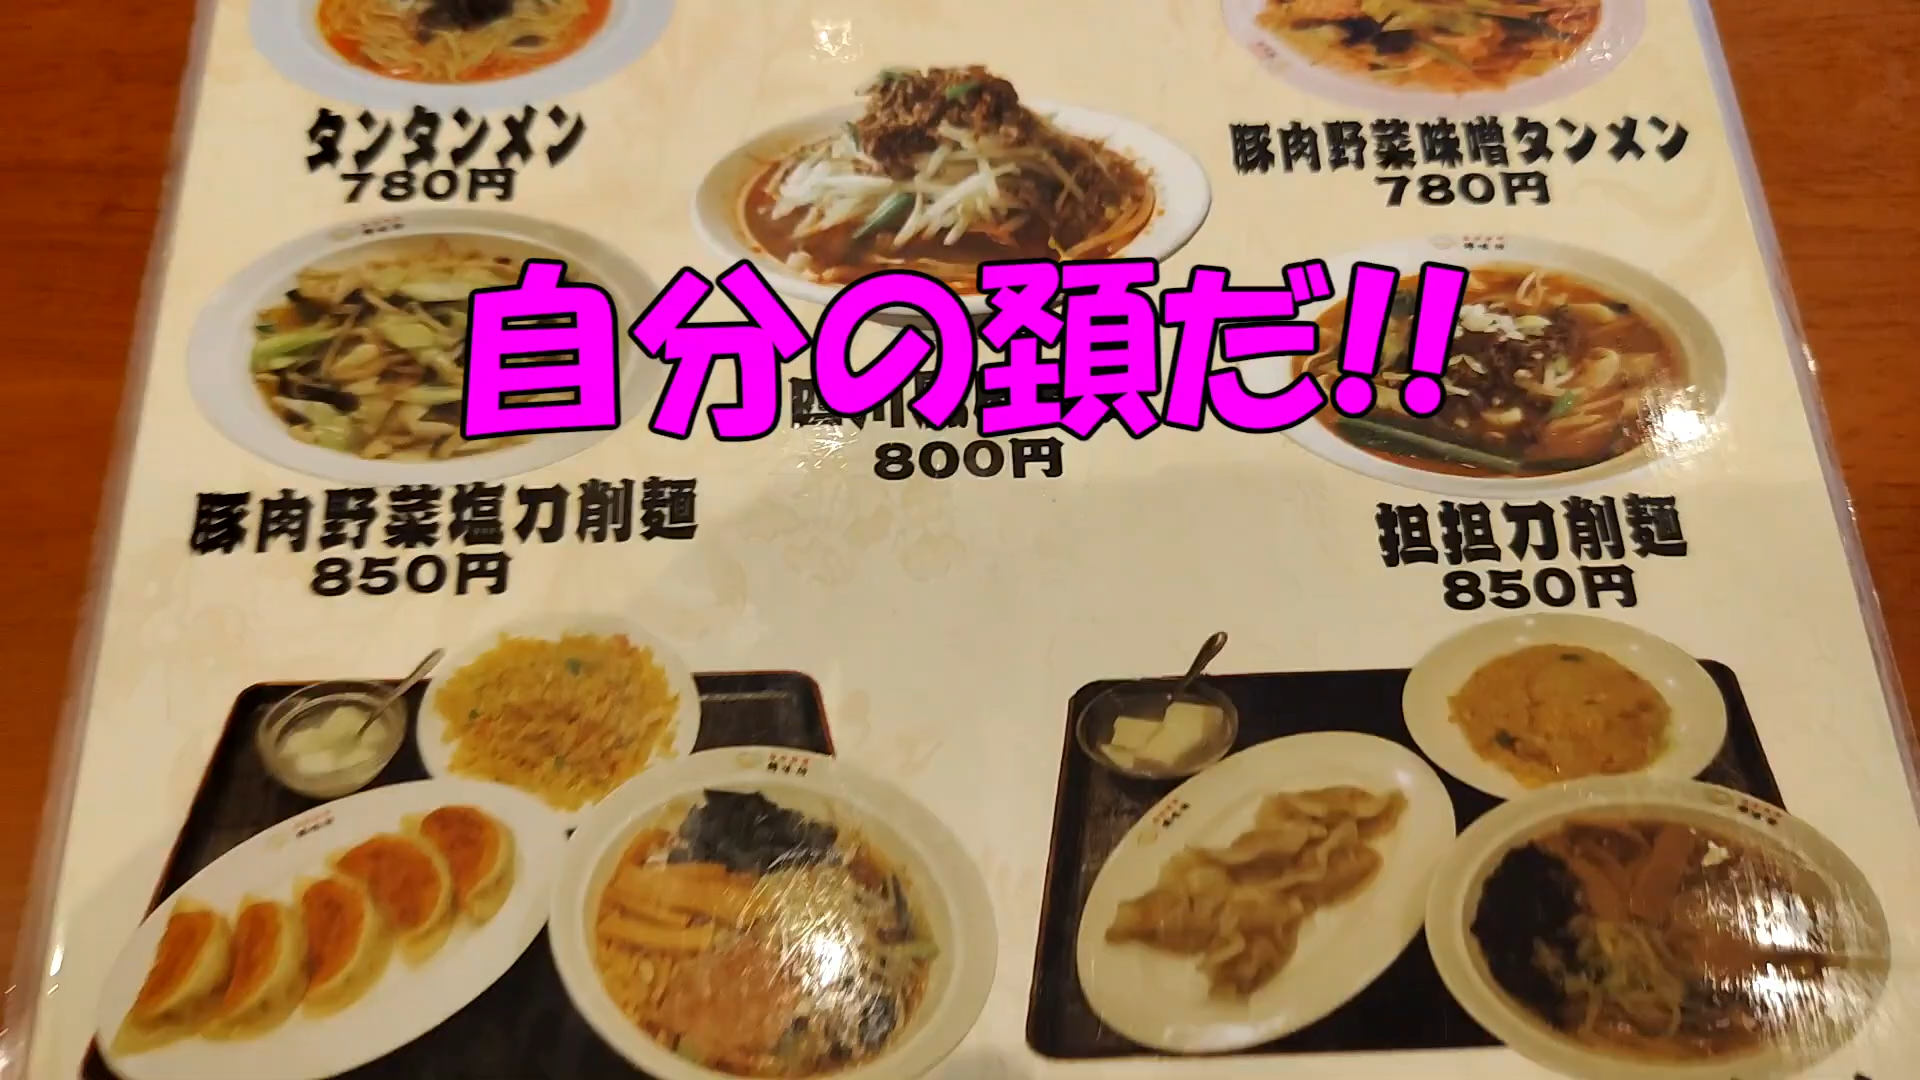 タンタンメン
780円
豚肉野菜味噌タンメン
780円
自分の頚だ!!
800円
豚肉野菜塩刀削麺
850円
担担刀削麺
850円